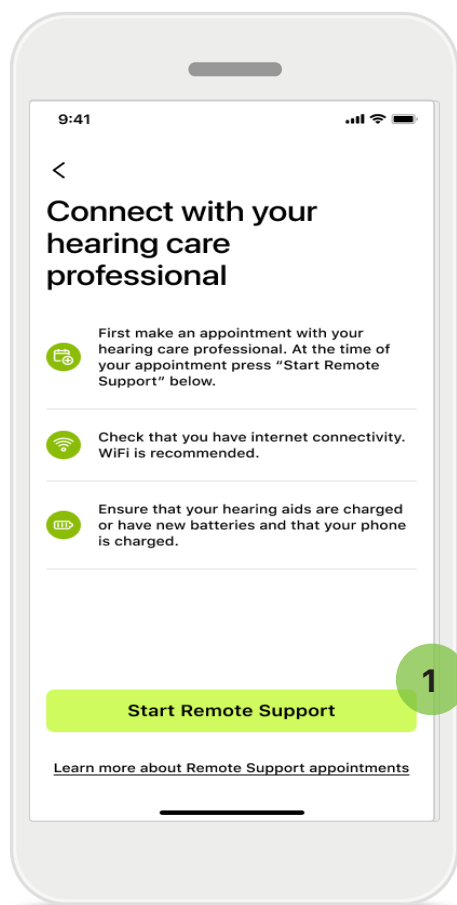 9:41
Connect with your
hearing care
professional
First make an appointment with your
hearing care professional. At the time of
your appointment press “Start Remote
Support” below.
Check that you have internet connectivity.
WiFi is recommended.
Ensure that your hearing aids are charged
or have new batteries and that your phone
is charged.
1
Start Remote Support
Learn more about Remote Support appointments